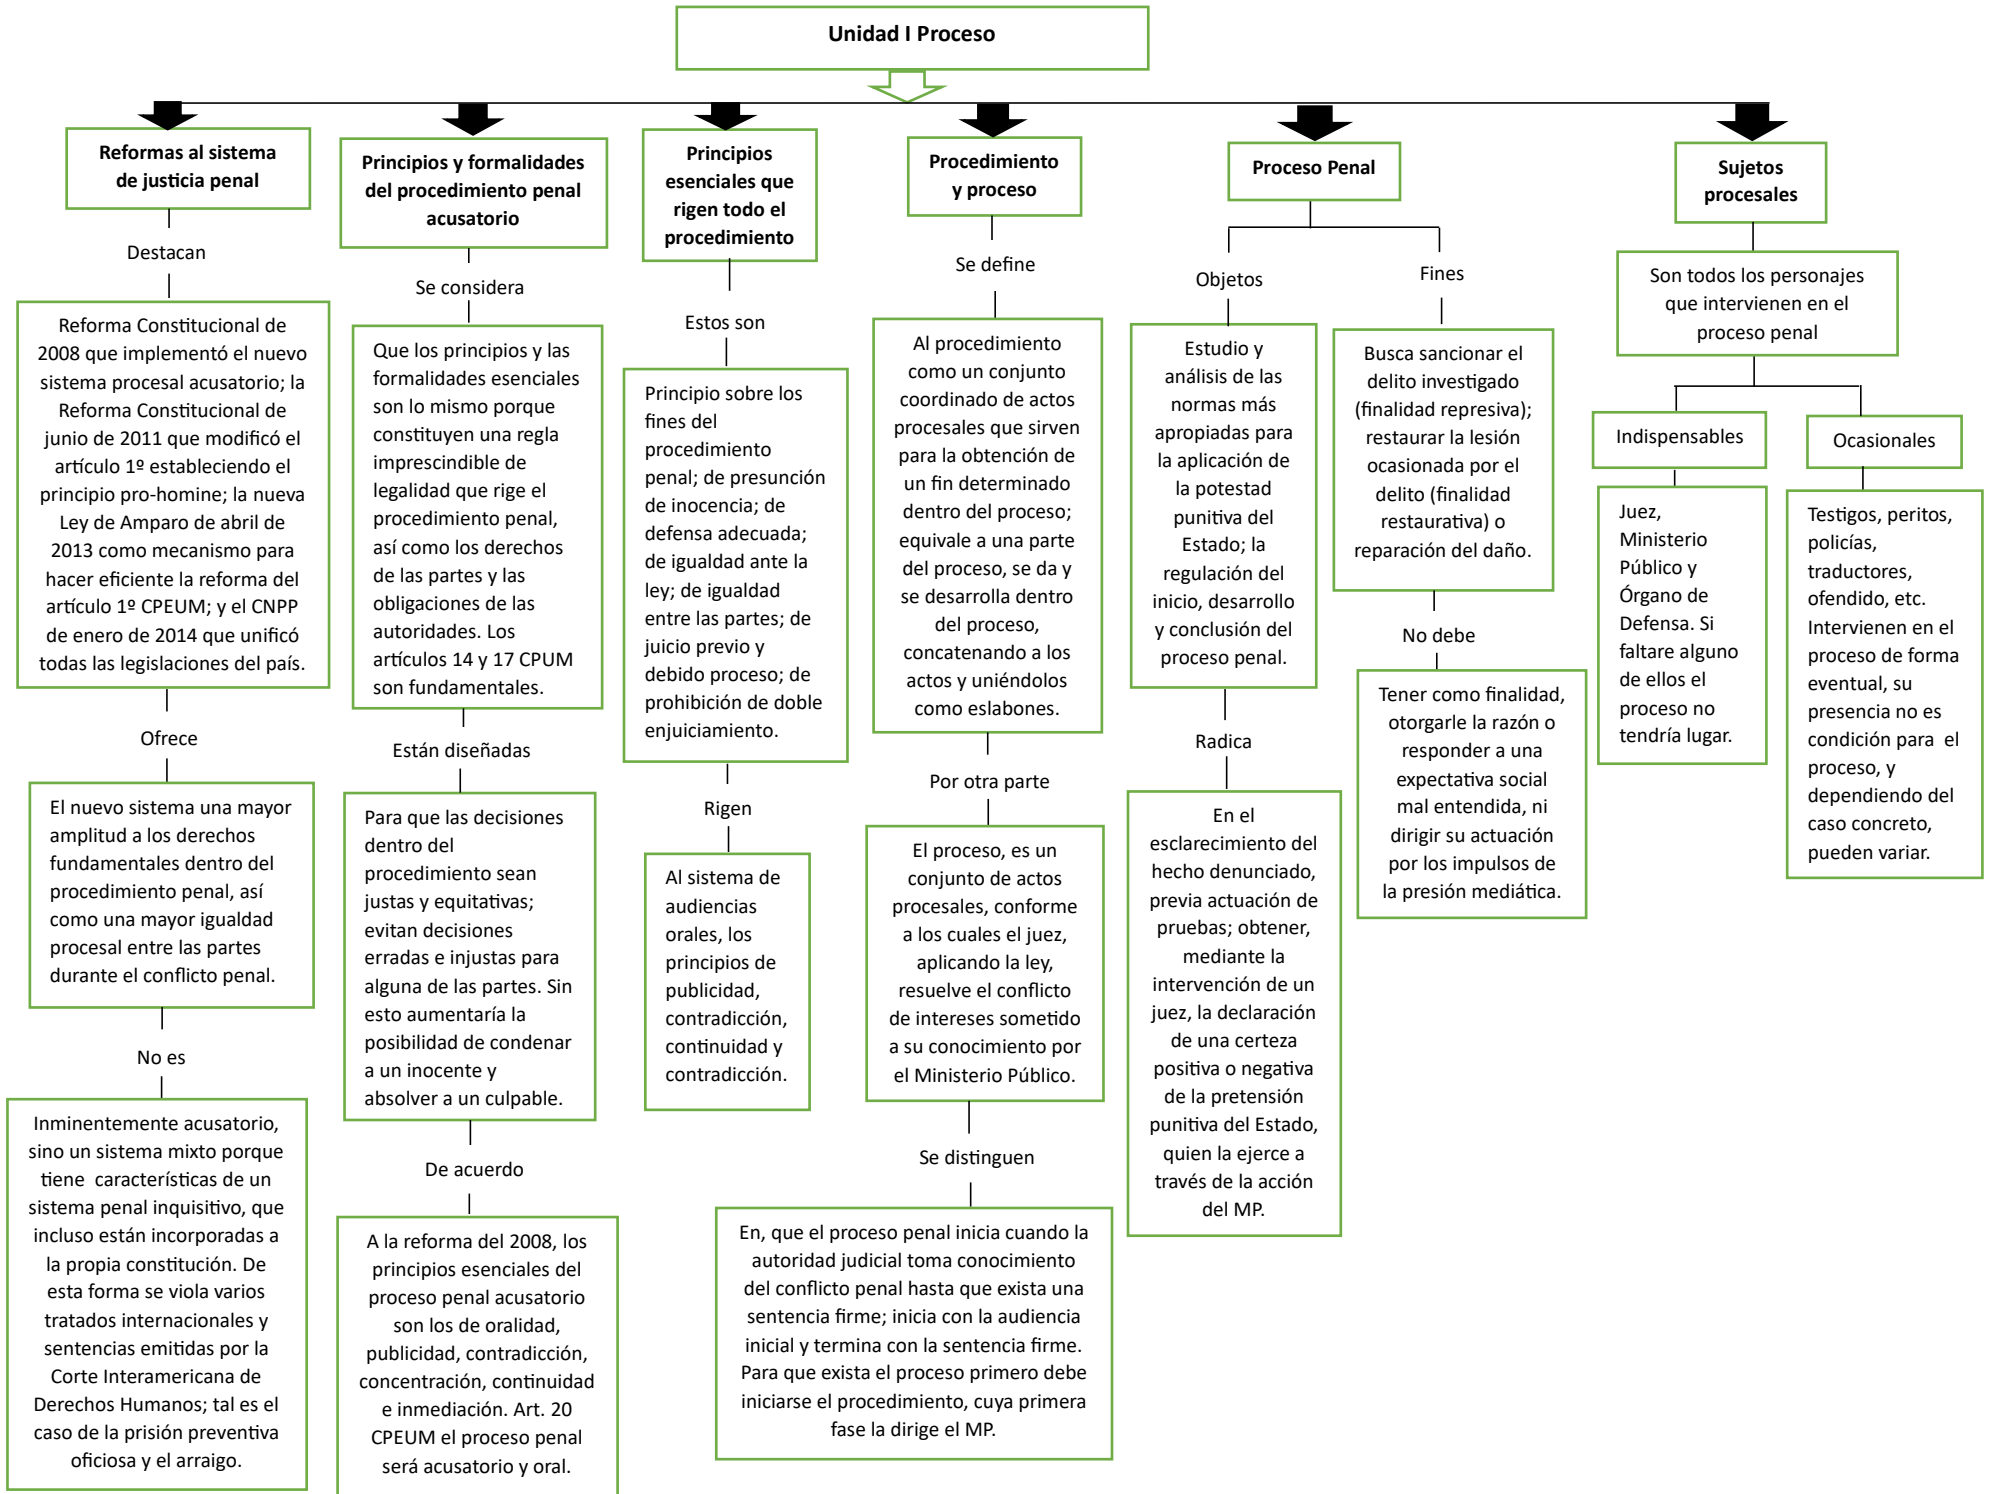 Unidad I Proceso
Reformas al sistema
de justicia penal
Destacan
Reforma Constitucional de
2008 que implementó el nuevo
sistema procesal acusatorio; la
Reforma Constitucional de
junio de 2011 que modificó el
artículo 1º estableciendo el
principio pro-homine; la nueva
Ley de Amparo de abril de
2013 como mecanismo para
hacer eficiente la reforma del
artículo 1º CPEUM; y el CNPP
de enero de 2014 que unificó
todas las legislaciones del país.
Ofrece
El nuevo sistema una mayor
amplitud a los derechos
fundamentales dentro del
procedimiento penal, así
como una mayor igualdad
procesal entre las partes
durante el conflicto penal.
No es
Inminentemente acusatorio,
sino un sistema mixto porque
tiene características de un
sistema penal inquisitivo, que
incluso están incorporadas a
la propia constitución. De
esta forma se viola varios
tratados internacionales y
sentencias emitidas por la
Corte Interamericana de
Derechos Humanos; tal es el
caso de la prisión preventiva
oficiosa y el arraigo.
Principios y formalidades
del procedimiento penal
acusatorio
Se considera
Que los principios y las
formalidades esenciales
son lo mismo porque
constituyen una regla
imprescindible de
legalidad que rige el
procedimiento penal,
así como los derechos
de las partes y las
obligaciones de las
autoridades. Los
artículos 14 y 17 CPUM
son fundamentales.
Están diseñadas
Para que las decisiones
dentro del
procedimiento sean
justas y equitativas;
evitan decisiones
erradas e injustas para
alguna de las partes. Sin
esto aumentaría la
posibilidad de condenar
a un inocente y
absolver a un culpable.
De acuerdo
A la reforma del 2008, los
principios esenciales del
proceso penal acusatorio
son los de oralidad,
publicidad, contradicción,
concentración, continuidad
e inmediación. Art. 20
CPEUM el proceso penal
será acusatorio y oral.
Principios
esenciales que
rigen todo el
procedimiento
Estos son
Principio sobre los
fines del
procedimiento
penal; de presunción
de inocencia; de
defensa adecuada;
de igualdad ante la
ley; de igualdad
entre las partes; de
juicio previo y
debido proceso; de
prohibición de doble
enjuiciamiento.
Rigen
Al sistema de
audiencias
orales, los
principios de
publicidad,
contradicción,
continuidad y
contradicción.
Procedimiento
y proceso
Se define
Al procedimiento
como un conjunto
coordinado de actos
procesales que sirven
para la obtención de
un fin determinado
dentro del proceso;
equivale a una parte
del proceso, se da y
se desarrolla dentro
del proceso,
concatenando a los
actos y uniéndolos
como eslabones.
Por otra parte
El proceso, es un
conjunto de actos
procesales, conforme
a los cuales el juez,
aplicando la ley,
resuelve el conflicto
de intereses sometido
a su conocimiento por
el Ministerio Público.
Se distinguen
En, que el proceso penal inicia cuando la
autoridad judicial toma conocimiento
del conflicto penal hasta que exista una
sentencia firme; inicia con la audiencia
inicial y termina con la sentencia firme.
Para que exista el proceso primero debe
iniciarse el procedimiento, cuya primera
fase la dirige el MP.
Proceso Penal
Objetos
Estudio y
análisis de las
normas más
apropiadas para
la aplicación de
la potestad
punitiva del
Estado; la
regulación del
inicio, desarrollo
y conclusión del
proceso penal.
Radica
En el
esclarecimiento del
hecho denunciado,
previa actuación de
pruebas; obtener,
mediante la
intervención de un
juez, la declaración
de una certeza
positiva o negativa
de la pretensión
punitiva del Estado,
quien la ejerce a
través de la acción
del MP.
Fines
Busca sancionar el
delito investigado
(finalidad represiva);
restaurar la lesión
ocasionada por el
delito (finalidad
restaurativa) o
reparación del daño.
No debe
Tener como finalidad,
otorgarle la razón o
responder a una
expectativa social
mal entendida, ni
dirigir su actuación
por los impulsos de
la presión mediática.
Sujetos
procesales
Son todos los personajes
que intervienen en el
proceso penal
Indispensables
Juez,
Ministerio
Público y
Órgano de
Defensa. Si
faltare alguno
de ellos el
proceso no
tendría lugar.
Ocasionales
Testigos, peritos,
policías,
traductores,
ofendido, etc.
Intervienen en el
proceso de forma
eventual, su
presencia no es
condición para  el
proceso, y
dependiendo del
caso concreto,
pueden variar.